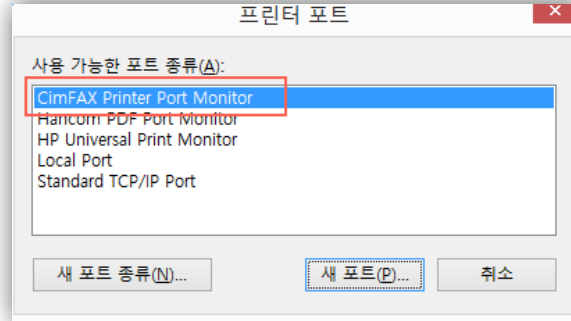 프린터 포트
사용 가능한 포트 종류(A):
CimFAX Printer Port Monitor
Hancom PDF Port Monitor
HP Universal Print Monitor
Local Port
Standard TCP/IP Port
새 포트 종류(N)... 새 포트(P)... 취소